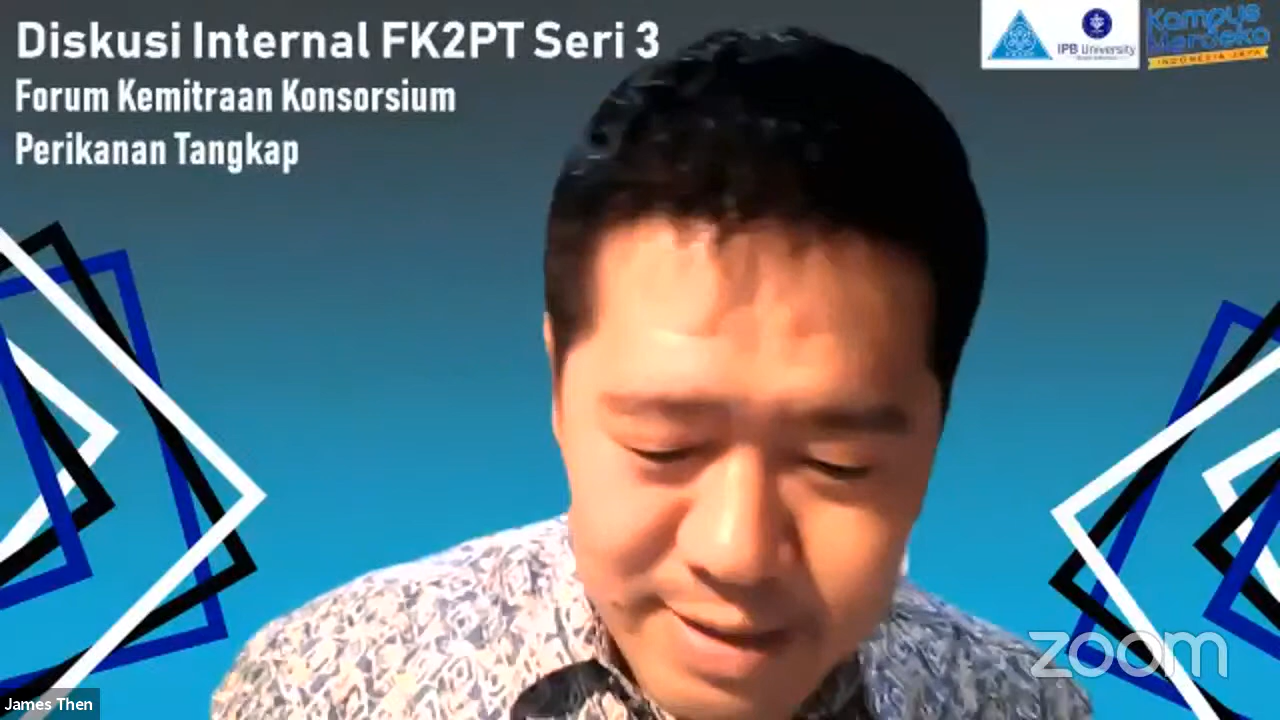 Diskusi Internal FK2PT Seri 3
Forum Kemitraan Konsorsium
Perikanan Tangkap
IPB University
Kampus
Merdeka
INDONESIA JAYA
zoom
James Then